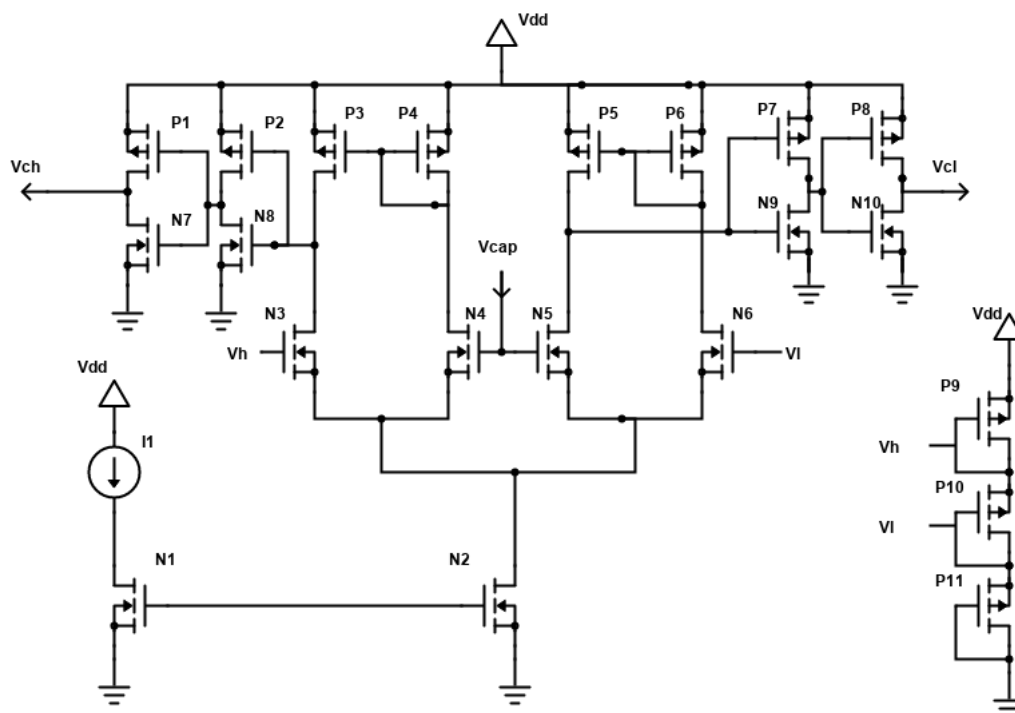 Vdd
P1
P2
P3
P4
P5
P6
P7
P8
Vch
Vcl
N7
N8
N9
N10
Vcap
N3
N4
N5
N6
Vh
Vl
Vdd
Vdd
I1
P9
Vh
P10
Vl
N1
N2
P11